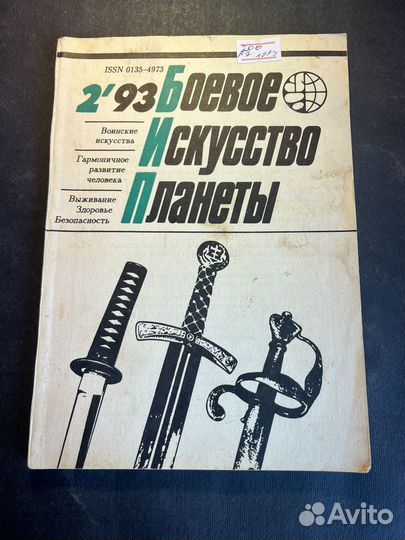 ISSN 0135-4973
2'93
Боевое
Искусство
Планеты
Воинские
искусства
Гармоничное
развитие
человека
Выживание
Здоровье
Безопасность
Avito